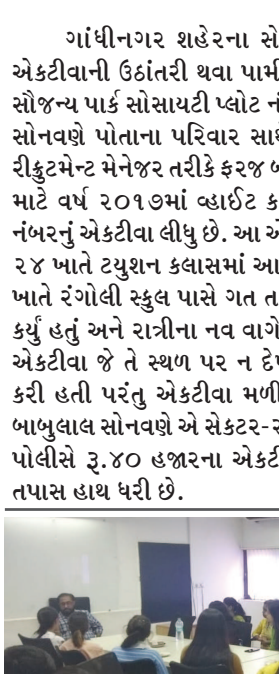 ગાંધીનગર શહેરના સે
એકટીવાની ઉઠાંતરી થવા પામી
સૌજન્ય પાર્ક સોસાયટી પ્લોટ નં
સોનવણે પોતાના પરિવાર સાથે
રીક્રુટમેન્ટ મેનેજર તરીકે ફરજ બ
માટે વર્ષ ૨૦૧૭માં વ્હાઈટ ક
નંબરનું એકટીવા લીધુ છે. આ એ
૨૪ ખાતે ટયુશન કલાસમાં આ
ખાતે રંગોલી સ્કુલ પાસે ગત તા
કર્યું હતું અને રાત્રીના નવ વાગે
એકટીવા જે તે સ્થળ પર ન દે
કરી હતી પરંતુ એકટીવા મળી
બાબુલાલ સોનવણે એ સેકટર-ર
પોલીસે રૂ.૪૦ હજારના એકટી
તપાસ હાથ ધરી છે.